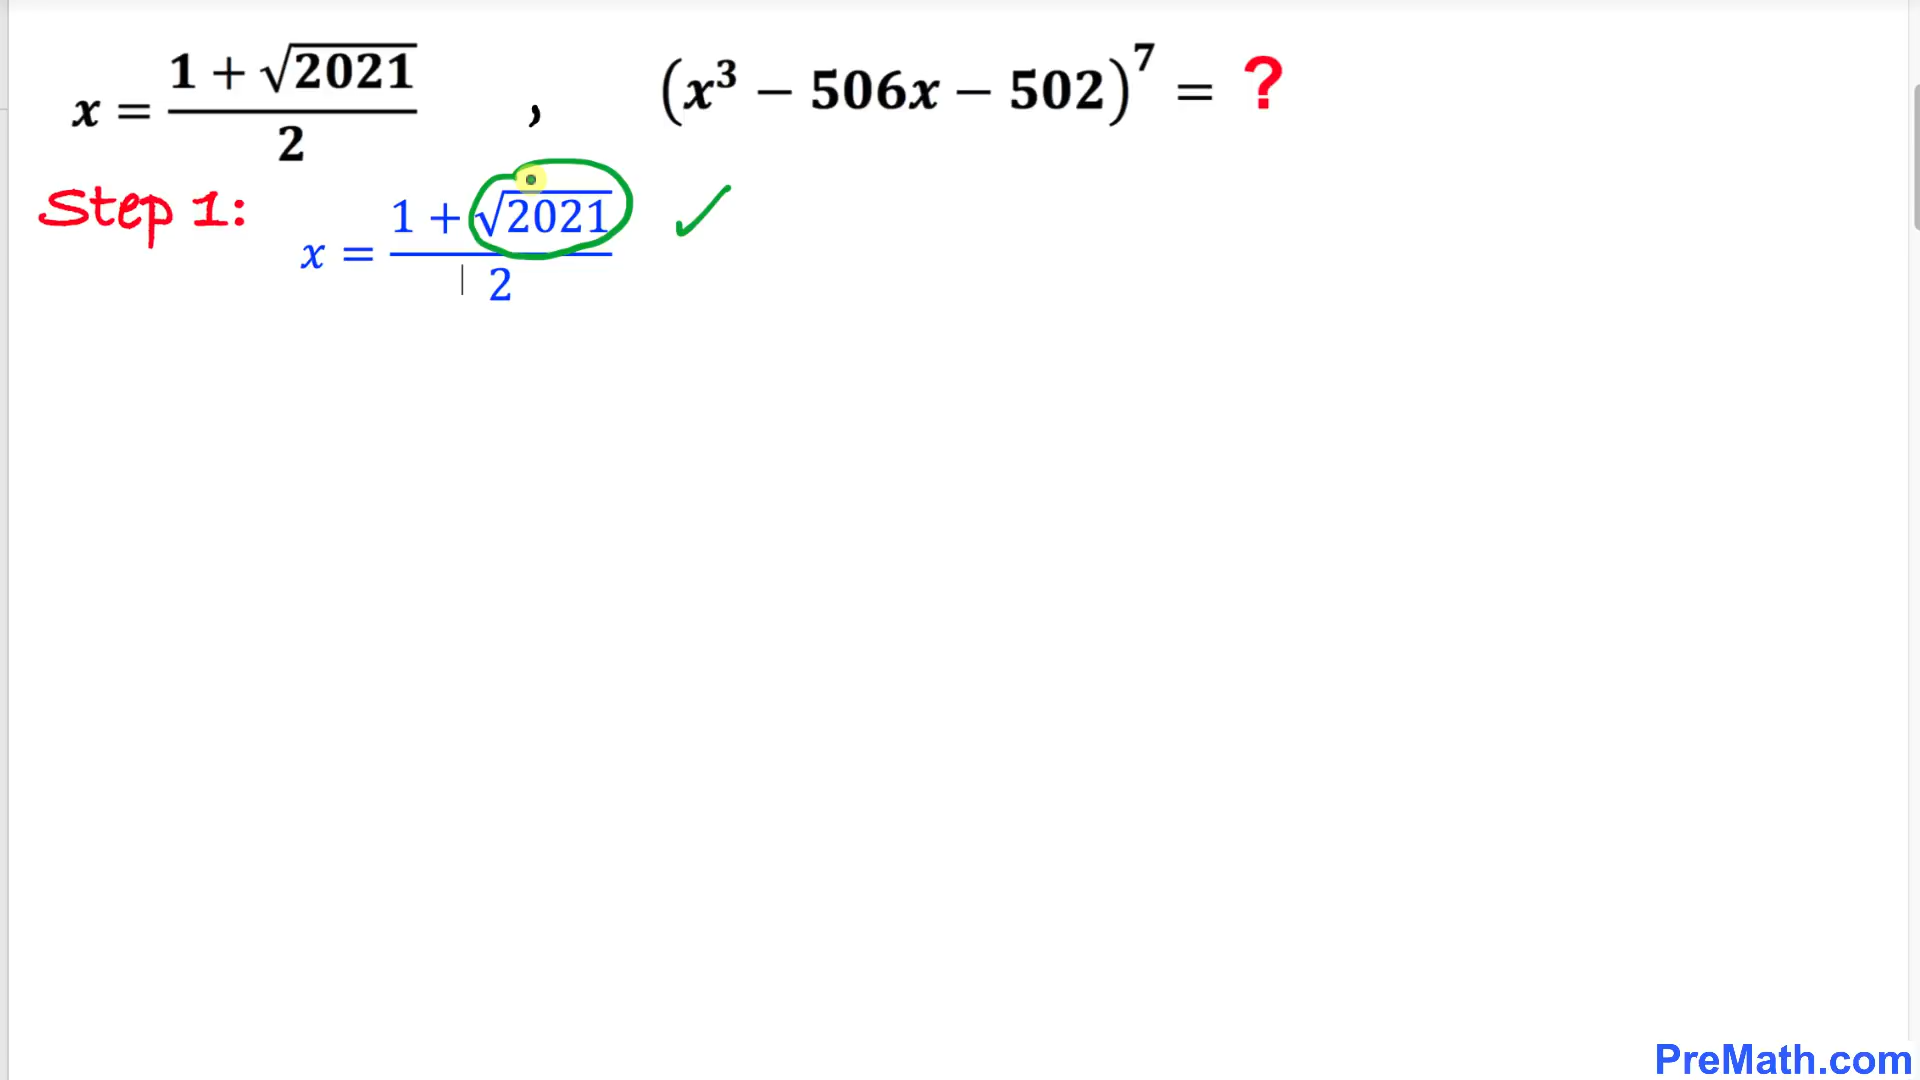 x = (1 + √2021)/2 , (x³ − 506x − 502)⁷ = ?
Step 1: x = (1 + √2021)/2 ✓
PreMath.com